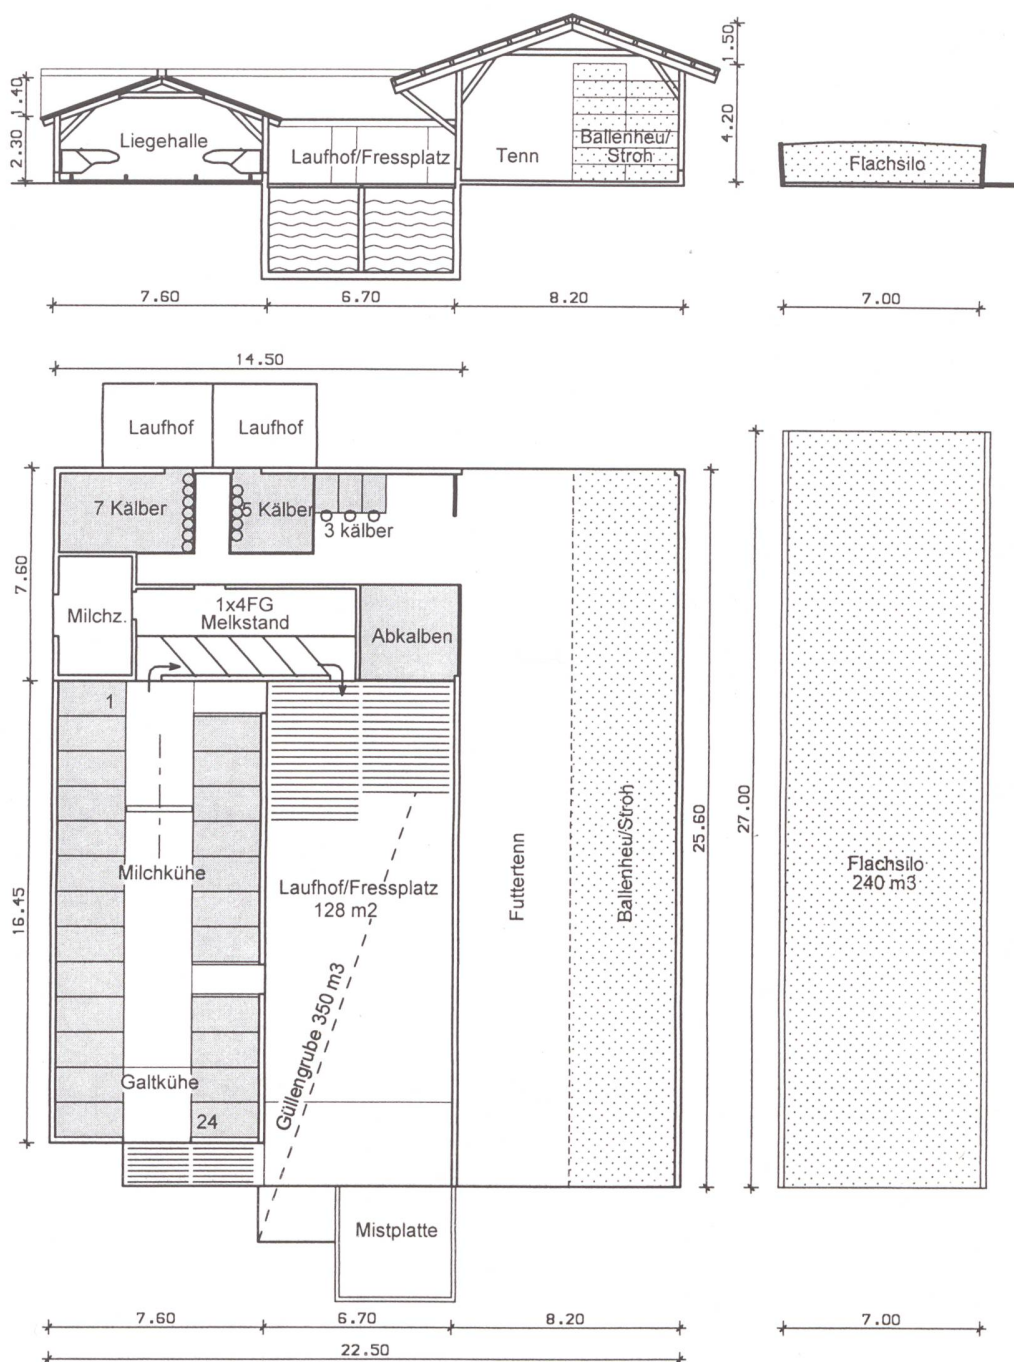 1.50
1.40
4.20
2.30
Liegehalle
Laufhof/Fressplatz
Tenn
Ballenheu/
Stroh
Flachsilo
7.60
6.70
8.20
7.00
14.50
Laufhof
Laufhof
7 Kälber
5 Kälber
3 kälber
7.60
Milchz.
1x4FG
Melkstand
Abkalben
1
16.45
Milchkühe
Laufhof/Fressplatz
128 m2
Güllengrube 350 m3
Futtertenn
Ballenheu/Stroh
25.60
27.00
Flachsilo
240 m3
Galtkühe
24
Mistplatte
7.60
6.70
8.20
7.00
22.50